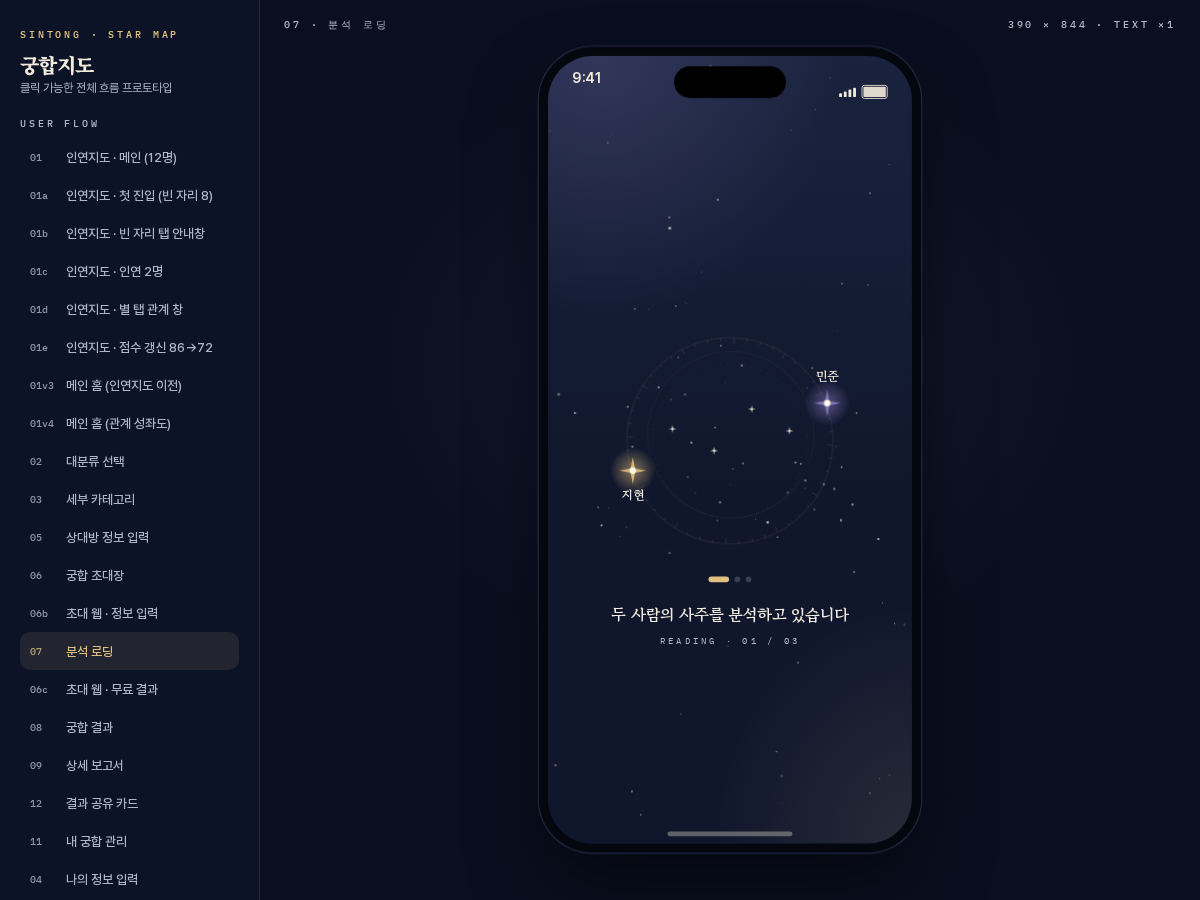 SINTONG · STAR MAP
궁합지도
클릭 가능한 전체 흐름 프로토타입
USER FLOW
01 인연지도 · 메인 (12명)
01a 인연지도 · 첫 진입 (빈 자리 8)
01b 인연지도 · 빈 자리 탭 안내창
01c 인연지도 · 인연 2명
01d 인연지도 · 별 탭 관계 창
01e 인연지도 · 점수 갱신 86→72
01v3 메인 홈 (인연지도 이전)
01v4 메인 홈 (관계 성좌도)
02 대분류 선택
03 세부 카테고리
05 상대방 정보 입력
06 궁합 초대장
06b 초대 웹 · 정보 입력
07 분석 로딩
06c 초대 웹 · 무료 결과
08 궁합 결과
09 상세 보고서
12 결과 공유 카드
11 내 궁합 관리
04 나의 정보 입력
07 · 분석 로딩
390 × 844 · TEXT ×1
9:41
민준
지현
두 사람의 사주를 분석하고 있습니다
READING · 01 / 03